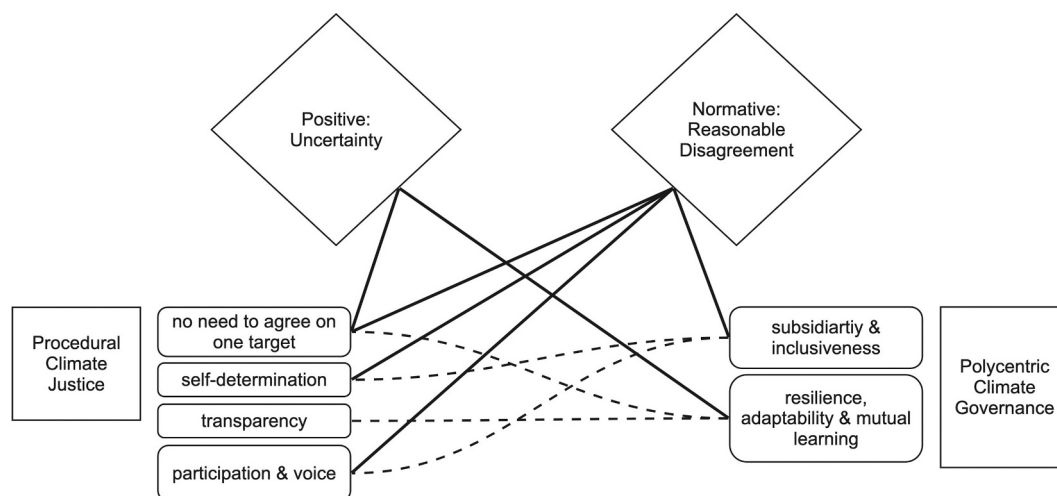 Positive:
Uncertainty
Normative:
Reasonable
Disagreement
Procedural
Climate
Justice
no need to agree on
one target
self-determination
transparency
participation & voice
subsidiartiy &
inclusiveness
resilience,
adaptability & mutual
learning
Polycentric
Climate
Governance